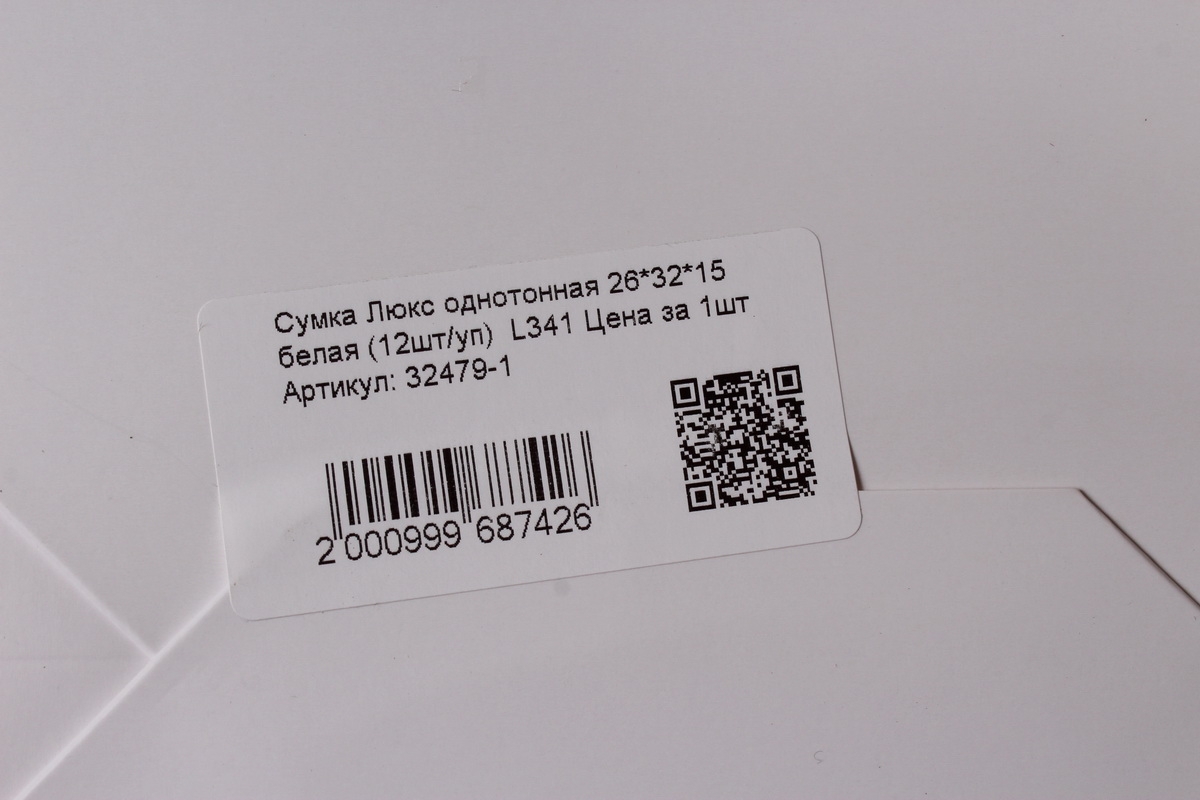 Сумка Люкс однотонная 26*32*15
белая (12шт/уп)  L341 Цена за 1шт
Артикул: 32479-1
2 000999 687426